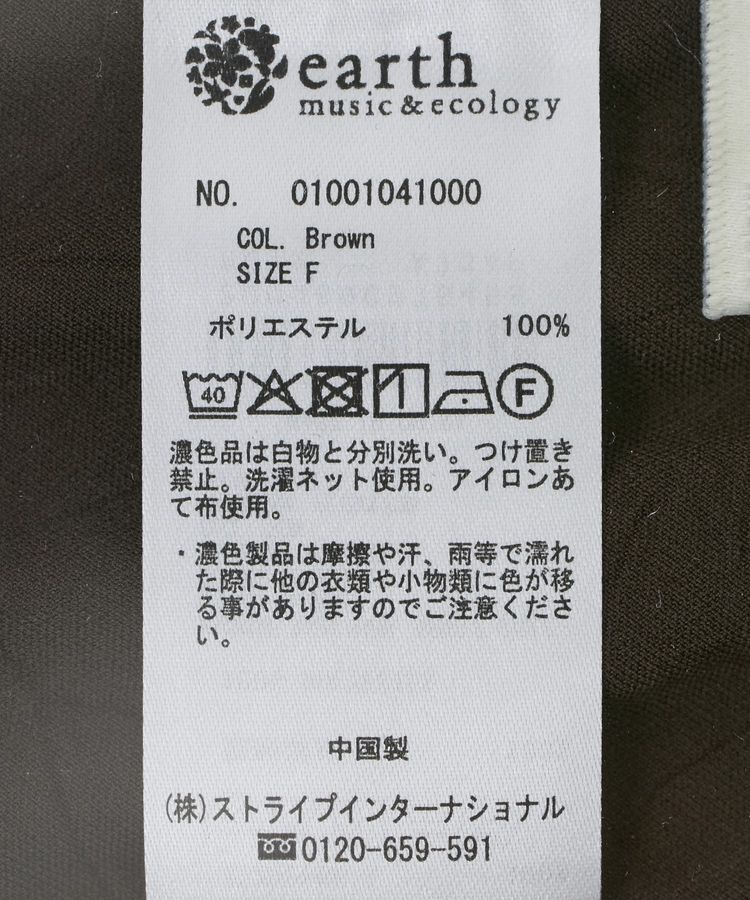 earth
music&ecology
NO. 01001041000
COL. Brown
SIZE F
ポリエステル 100%
40 F
濃色品は白物と分別洗い。つけ置き
禁止。洗濯ネット使用。アイロンあ
て布使用。
・濃色製品は摩擦や汗、雨等で濡れ
た際に他の衣類や小物類に色が移
る事がありますのでご注意くださ
い。
中国製
(株)ストライプインターナショナル
0120-659-591